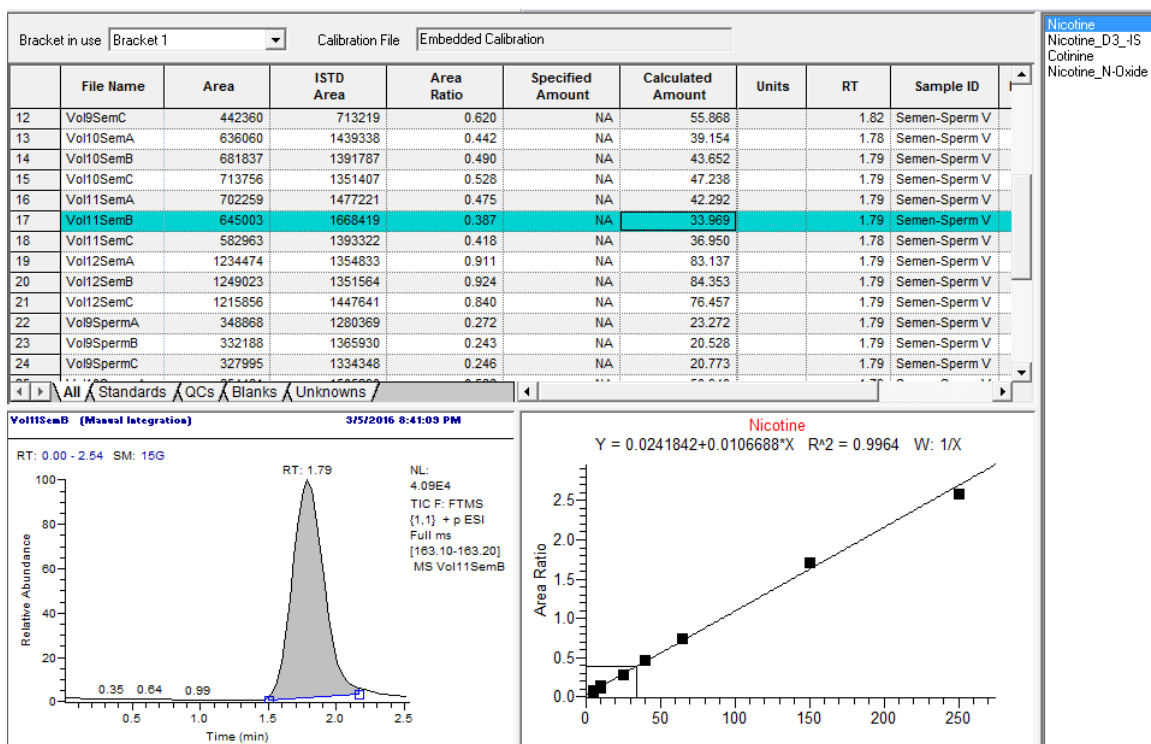 Bracket in use Bracket 1 Calibration File Embedded Calibration
Nicotine
Nicotine_D3_-IS
Cotinine
Nicotine_N-Oxide
File Name Area ISTD Area Area Ratio Specified Amount Calculated Amount Units RT Sample ID
12 Vol9SemC 442360 713219 0.620 NA 55.868 1.82 Semen-Sperm V
13 Vol10SemA 636060 1439338 0.442 NA 39.154 1.78 Semen-Sperm V
14 Vol10SemB 681837 1391787 0.490 NA 43.652 1.79 Semen-Sperm V
15 Vol10SemC 713756 1351407 0.528 NA 47.238 1.79 Semen-Sperm V
16 Vol11SemA 702259 1477221 0.475 NA 42.292 1.79 Semen-Sperm V
17 Vol11SemB 645003 1668419 0.387 NA 33.969 1.79 Semen-Sperm V
18 Vol11SemC 582963 1393322 0.418 NA 36.950 1.78 Semen-Sperm V
19 Vol12SemA 1234474 1354833 0.911 NA 83.137 1.79 Semen-Sperm V
20 Vol12SemB 1249023 1351564 0.924 NA 84.353 1.79 Semen-Sperm V
21 Vol12SemC 1215856 1447641 0.840 NA 76.457 1.79 Semen-Sperm V
22 Vol9SpermA 348868 1280369 0.272 NA 23.272 1.79 Semen-Sperm V
23 Vol9SpermB 332188 1365930 0.243 NA 20.528 1.79 Semen-Sperm V
24 Vol9SpermC 327995 1334348 0.246 NA 20.773 1.79 Semen-Sperm V
All Standards QCs Blanks Unknowns
Vol11SemB (Manual Integration) 3/5/2016 8:41:09 PM
RT: 0.00 - 2.54 SM: 15G
RT: 1.79
NL:
4.09E4
TIC F: FTMS
{1,1} + p ESI
Full ms
[163.10-163.20]
MS Vol11SemB
100
80
60
40
20
0
Relative Abundance
0.35 0.64 0.99
0.5 1.0 1.5 2.0 2.5
Time (min)
Nicotine
Y = 0.0241842+0.0106688*X R^2 = 0.9964 W: 1/X
2.5
2.0
1.5
1.0
0.5
0.0
Area Ratio
0 50 100 150 200 250